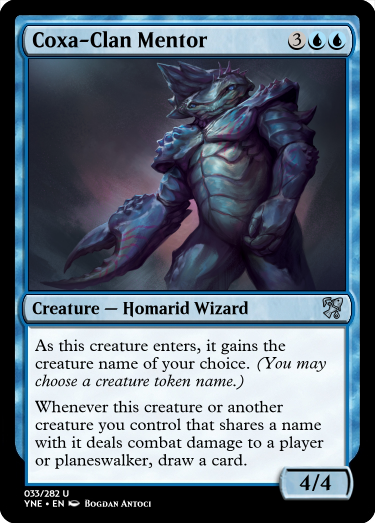 Coxa-Clan Mentor 3
Creature — Homarid Wizard
As this creature enters, it gains the
creature name of your choice. (You may
choose a creature token name.)
Whenever this creature or another
creature you control that shares a name
with it deals combat damage to a player
or planeswalker, draw a card.
4/4
033/282 U
YNE • EN Bogdan Antoci